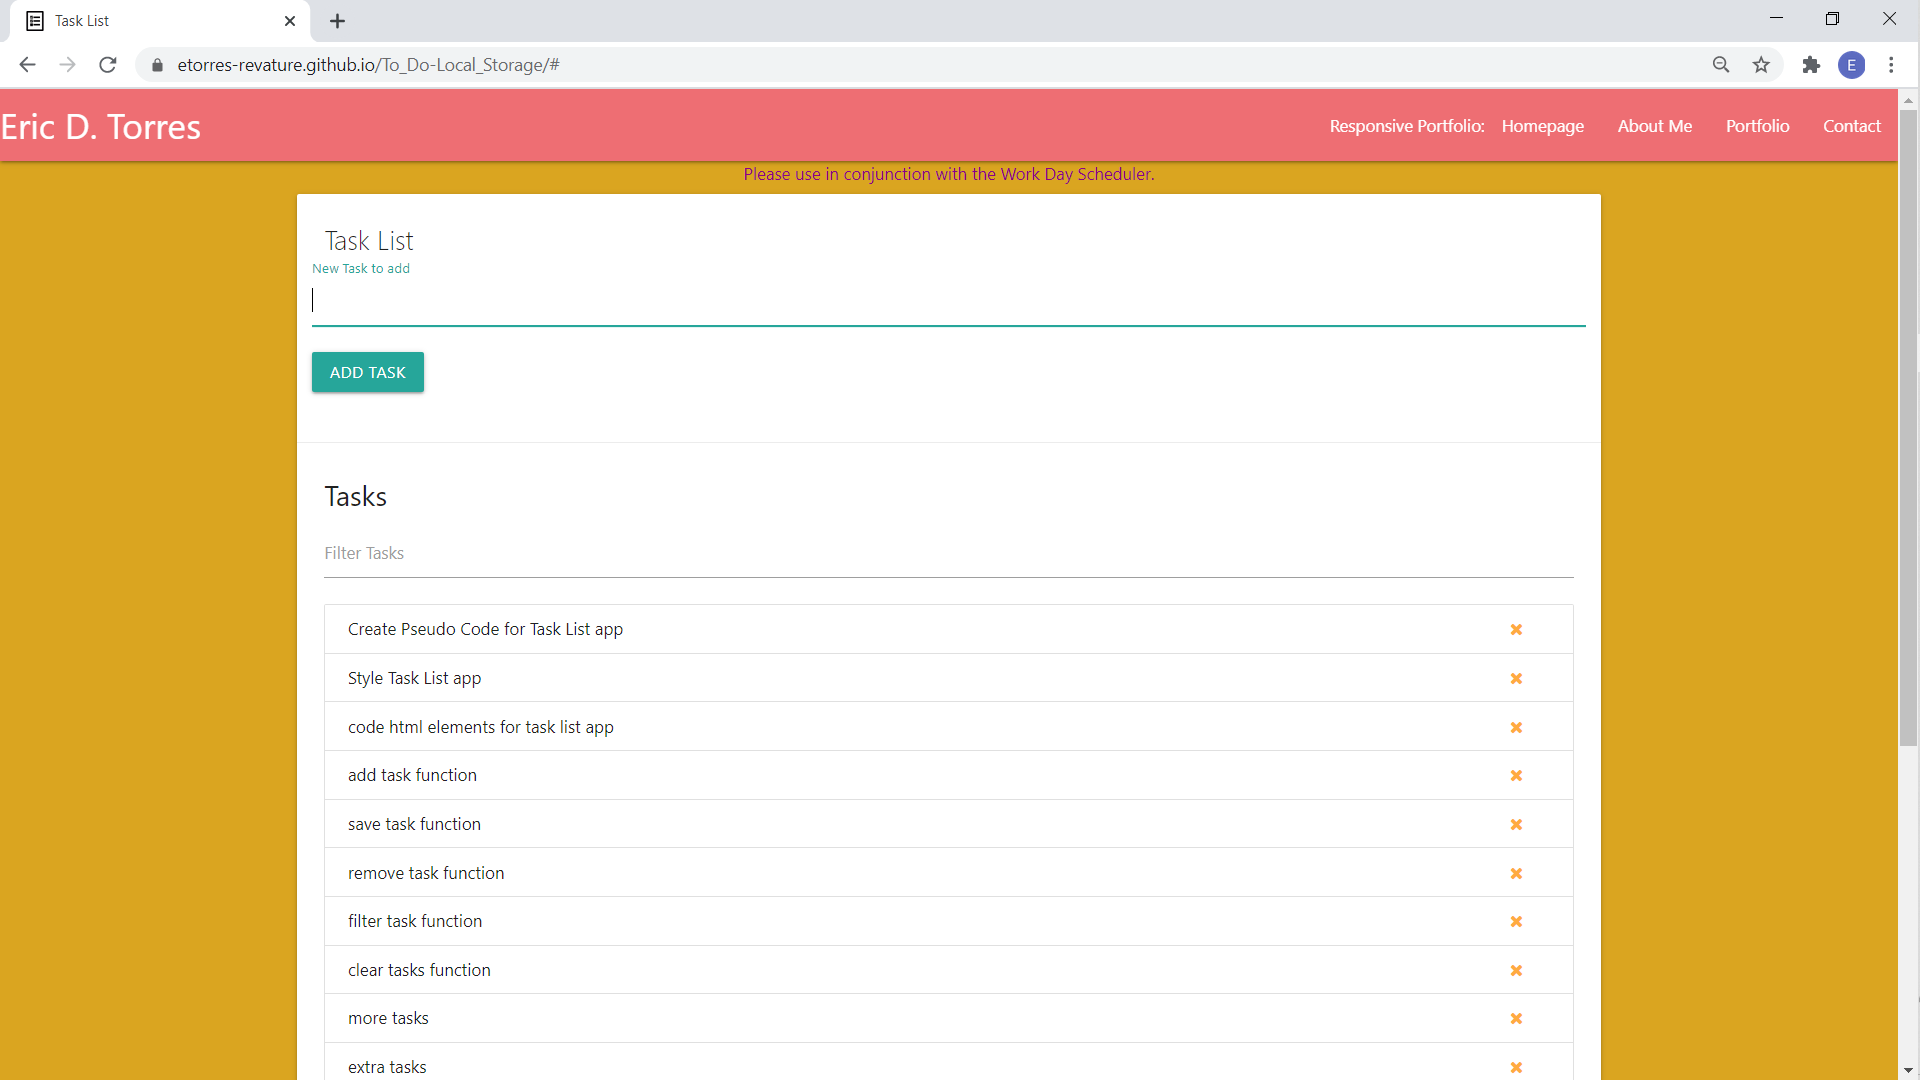 Task List
etorres-revature.github.io/To_Do-Local_Storage/#
E
Eric D. Torres
Responsive Portfolio: Homepage About Me Portfolio Contact
Please use in conjunction with the Work Day Scheduler.
Task List
New Task to add
ADD TASK
Tasks
Filter Tasks
Create Pseudo Code for Task List app
Style Task List app
code html elements for task list app
add task function
save task function
remove task function
filter task function
clear tasks function
more tasks
extra tasks